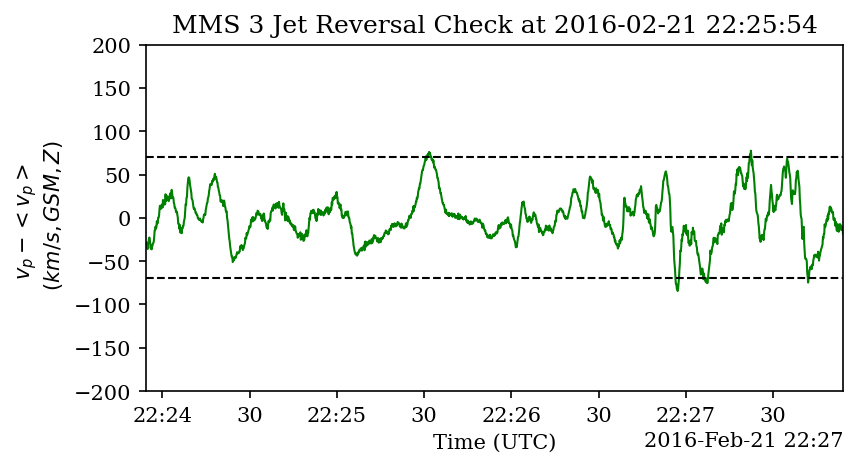 MMS 3 Jet Reversal Check at 2016-02-21 22:25:54
200
150
100
50
0
−50
−100
−150
−200
v_p − < v_p >
(km/s, GSM, Z)
22:24 30 22:25 30 22:26 30 22:27 30
Time (UTC)
2016-Feb-21 22:27